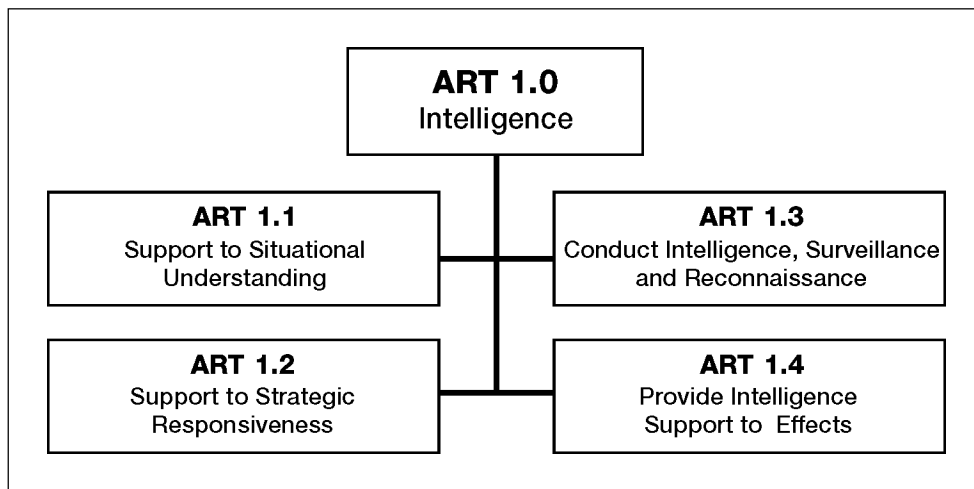 ART 1.0
Intelligence
ART 1.1
Support to Situational
Understanding
ART 1.2
Support to Strategic
Responsiveness
ART 1.3
Conduct Intelligence, Surveillance
and Reconnaissance
ART 1.4
Provide Intelligence
Support to Effects